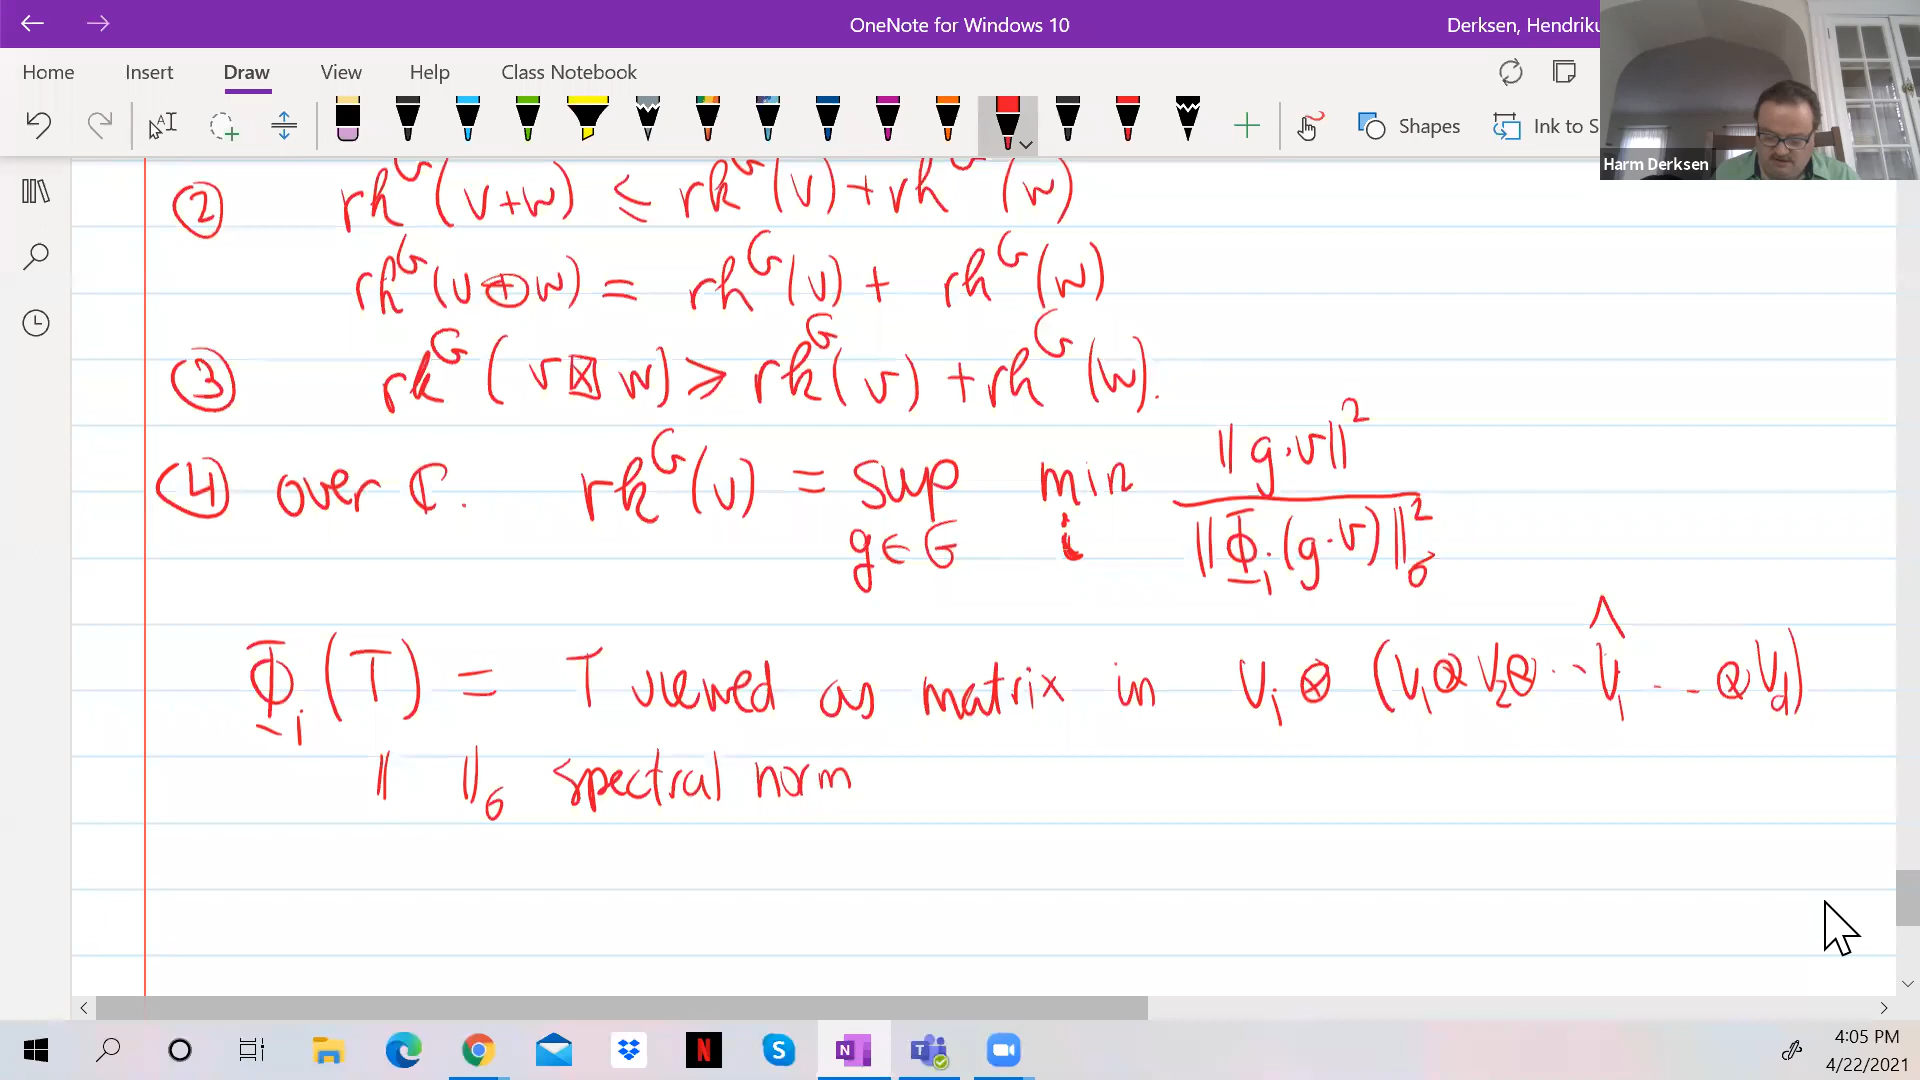 OneNote for Windows 10
Derksen, Hendriku
Home Insert Draw View Help Class Notebook
Shapes
Ink to S
Harm Derksen
② rk^G(v+w) ≤ rk^G(v) + rk^G(w)
rk^G(v⊕w) = rk^G(v) + rk^G(w)
③ rk^G(v⊠w) ≥ rk^G(v) + rk^G(w).
④ over ℂ. rk^G(v) = sup_{g∈G} min_i ‖g·v‖² / ‖Φ_i(g·v)‖²_σ
Φ_i(T) = T viewed as matrix in V_i ⊗ (V_1⊗V_2⊗··· V̂_i ··· ⊗V_d)
‖ ‖_σ spectral norm
4:05 PM
4/22/2021